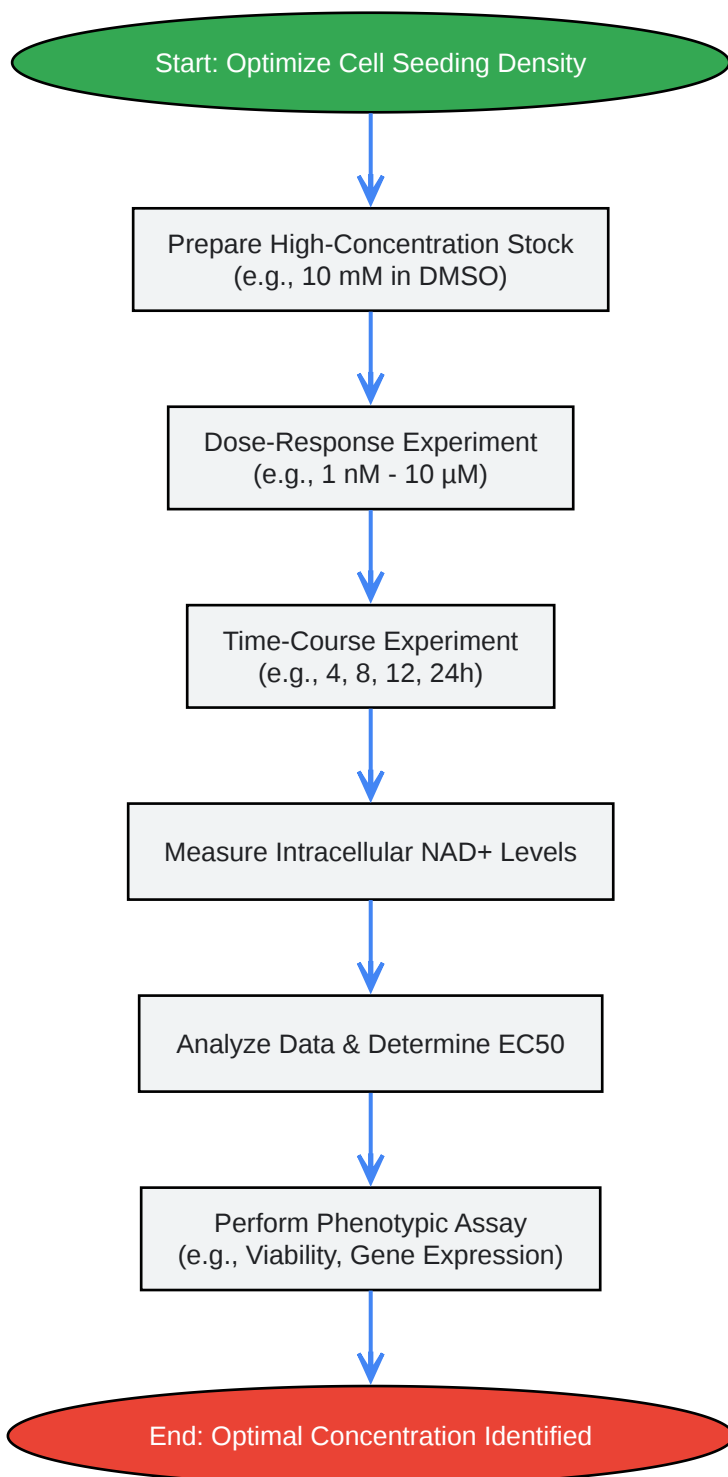 Start: Optimize Cell Seeding Density
Prepare High-Concentration Stock
(e.g., 10 mM in DMSO)
Dose-Response Experiment
(e.g., 1 nM - 10 µM)
Time-Course Experiment
(e.g., 4, 8, 12, 24h)
Measure Intracellular NAD+ Levels
Analyze Data & Determine EC50
Perform Phenotypic Assay
(e.g., Viability, Gene Expression)
End: Optimal Concentration Identified